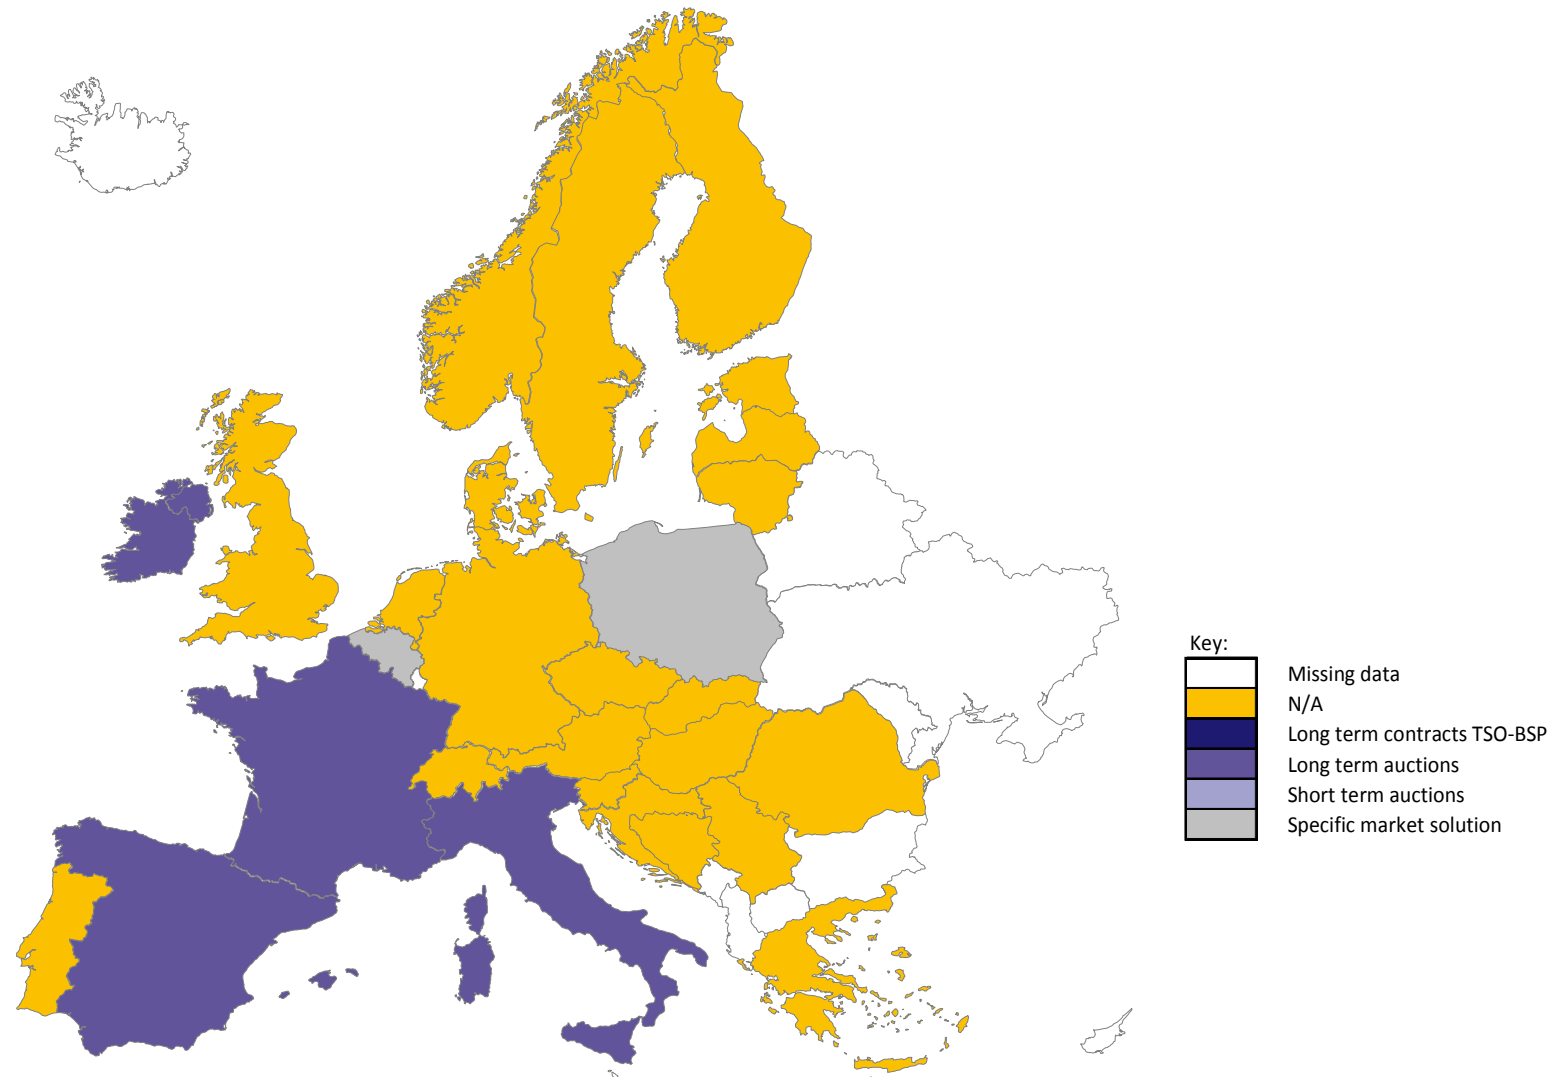 Key:
Missing data
N/A
Long term contracts TSO-BSP
Long term auctions
Short term auctions
Specific market solution